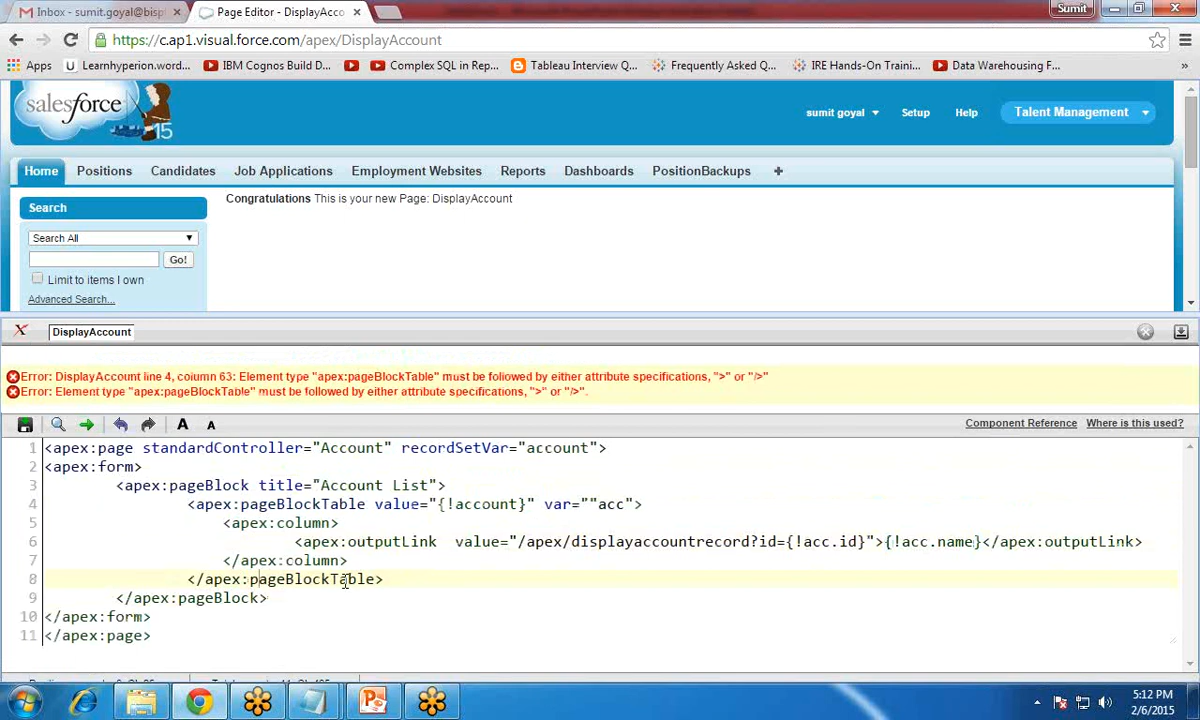 Inbox - sumit.goyal@bisp
Page Editor - DisplayAcco
Sumit
https://c.ap1.visual.force.com/apex/DisplayAccount
Apps
Learnhyperion.word...
IBM Cognos Build D...
Complex SQL in Rep...
Tableau Interview Q...
Frequently Asked Q...
IRE Hands-On Traini...
Data Warehousing F...
»
salesforce
15
sumit goyal
Setup
Help
Talent Management
Home
Positions
Candidates
Job Applications
Employment Websites
Reports
Dashboards
PositionBackups
+
Search
Search All
Go!
Limit to items I own
Advanced Search...
Congratulations This is your new Page: DisplayAccount
DisplayAccount
Error: DisplayAccount line 4, column 63: Element type "apex:pageBlockTable" must be followed by either attribute specifications, ">" or "/>"
Error: Element type "apex:pageBlockTable" must be followed by either attribute specifications, ">" or "/>".
A
A
Component Reference
Where is this used?
1 <apex:page standardController="Account" recordSetVar="account">
2 <apex:form>
3 <apex:pageBlock title="Account List">
4 <apex:pageBlockTable value="{!account}" var=""acc">
5 <apex:column>
6 <apex:outputLink  value="/apex/displayaccountrecord?id={!acc.id}">{!acc.name}</apex:outputLink>
7 </apex:column>
8 </apex:pageBlockTable>
9 </apex:pageBlock>
10 </apex:form>
11 </apex:page>
5:12 PM
2/6/2015